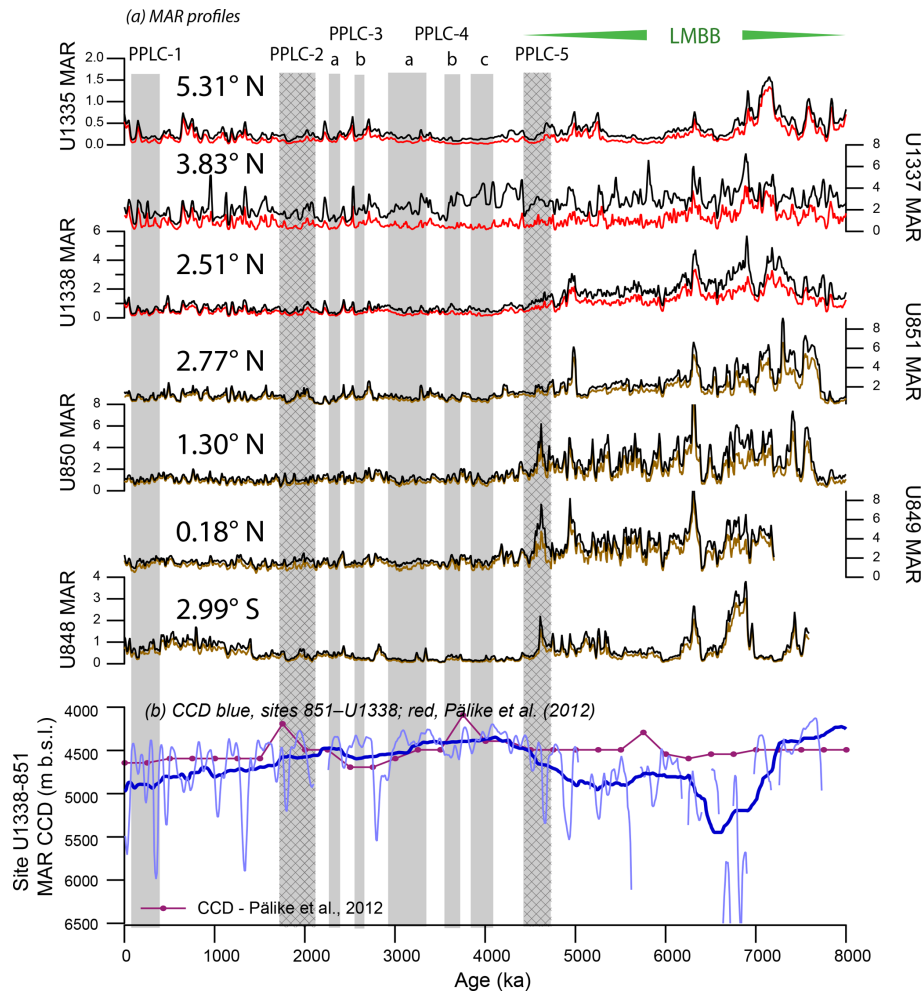 (a) MAR profiles
LMBB
PPLC-3 PPLC-4
PPLC-1 PPLC-2 a b a b c PPLC-5
U1335 MAR
2.0
1.5
1.0
0.5
0.0
5.31° N
3.83° N
U1337 MAR
8
6
4
2
0
U1338 MAR
6
4
2
0
2.51° N
2.77° N
U851 MAR
8
6
4
2
U850 MAR
8
6
4
2
0
1.30° N
0.18° N
U849 MAR
8
6
4
2
0
U848 MAR
4
3
2
1
0
2.99° S
(b) CCD blue, sites 851–U1338; red, Pälike et al. (2012)
Site U1338-851
MAR CCD (m b.s.l.)
4000
4500
5000
5500
6000
6500
CCD - Pälike et al., 2012
0 1000 2000 3000 4000 5000 6000 7000 8000
Age (ka)